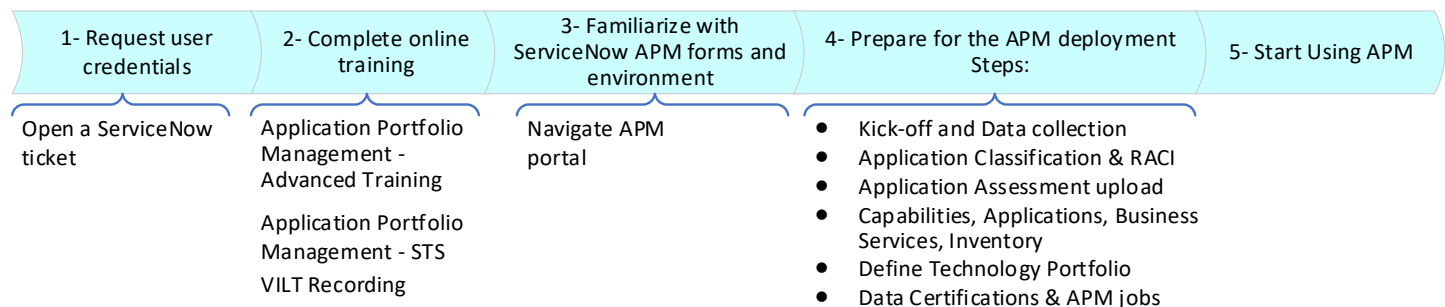 1- Request user
credentials
2- Complete online
training
3- Familiarize with
ServiceNow APM forms and
environment
4- Prepare for the APM deployment
Steps:
5- Start Using APM
Open a ServiceNow
ticket
Application Portfolio
Management -
Advanced Training
Application Portfolio
Management - STS
VILT Recording
Navigate APM
portal
● Kick-off and Data collection
● Application Classification & RACI
● Application Assessment upload
● Capabilities, Applications, Business
Services, Inventory
● Define Technology Portfolio
● Data Certifications & APM jobs